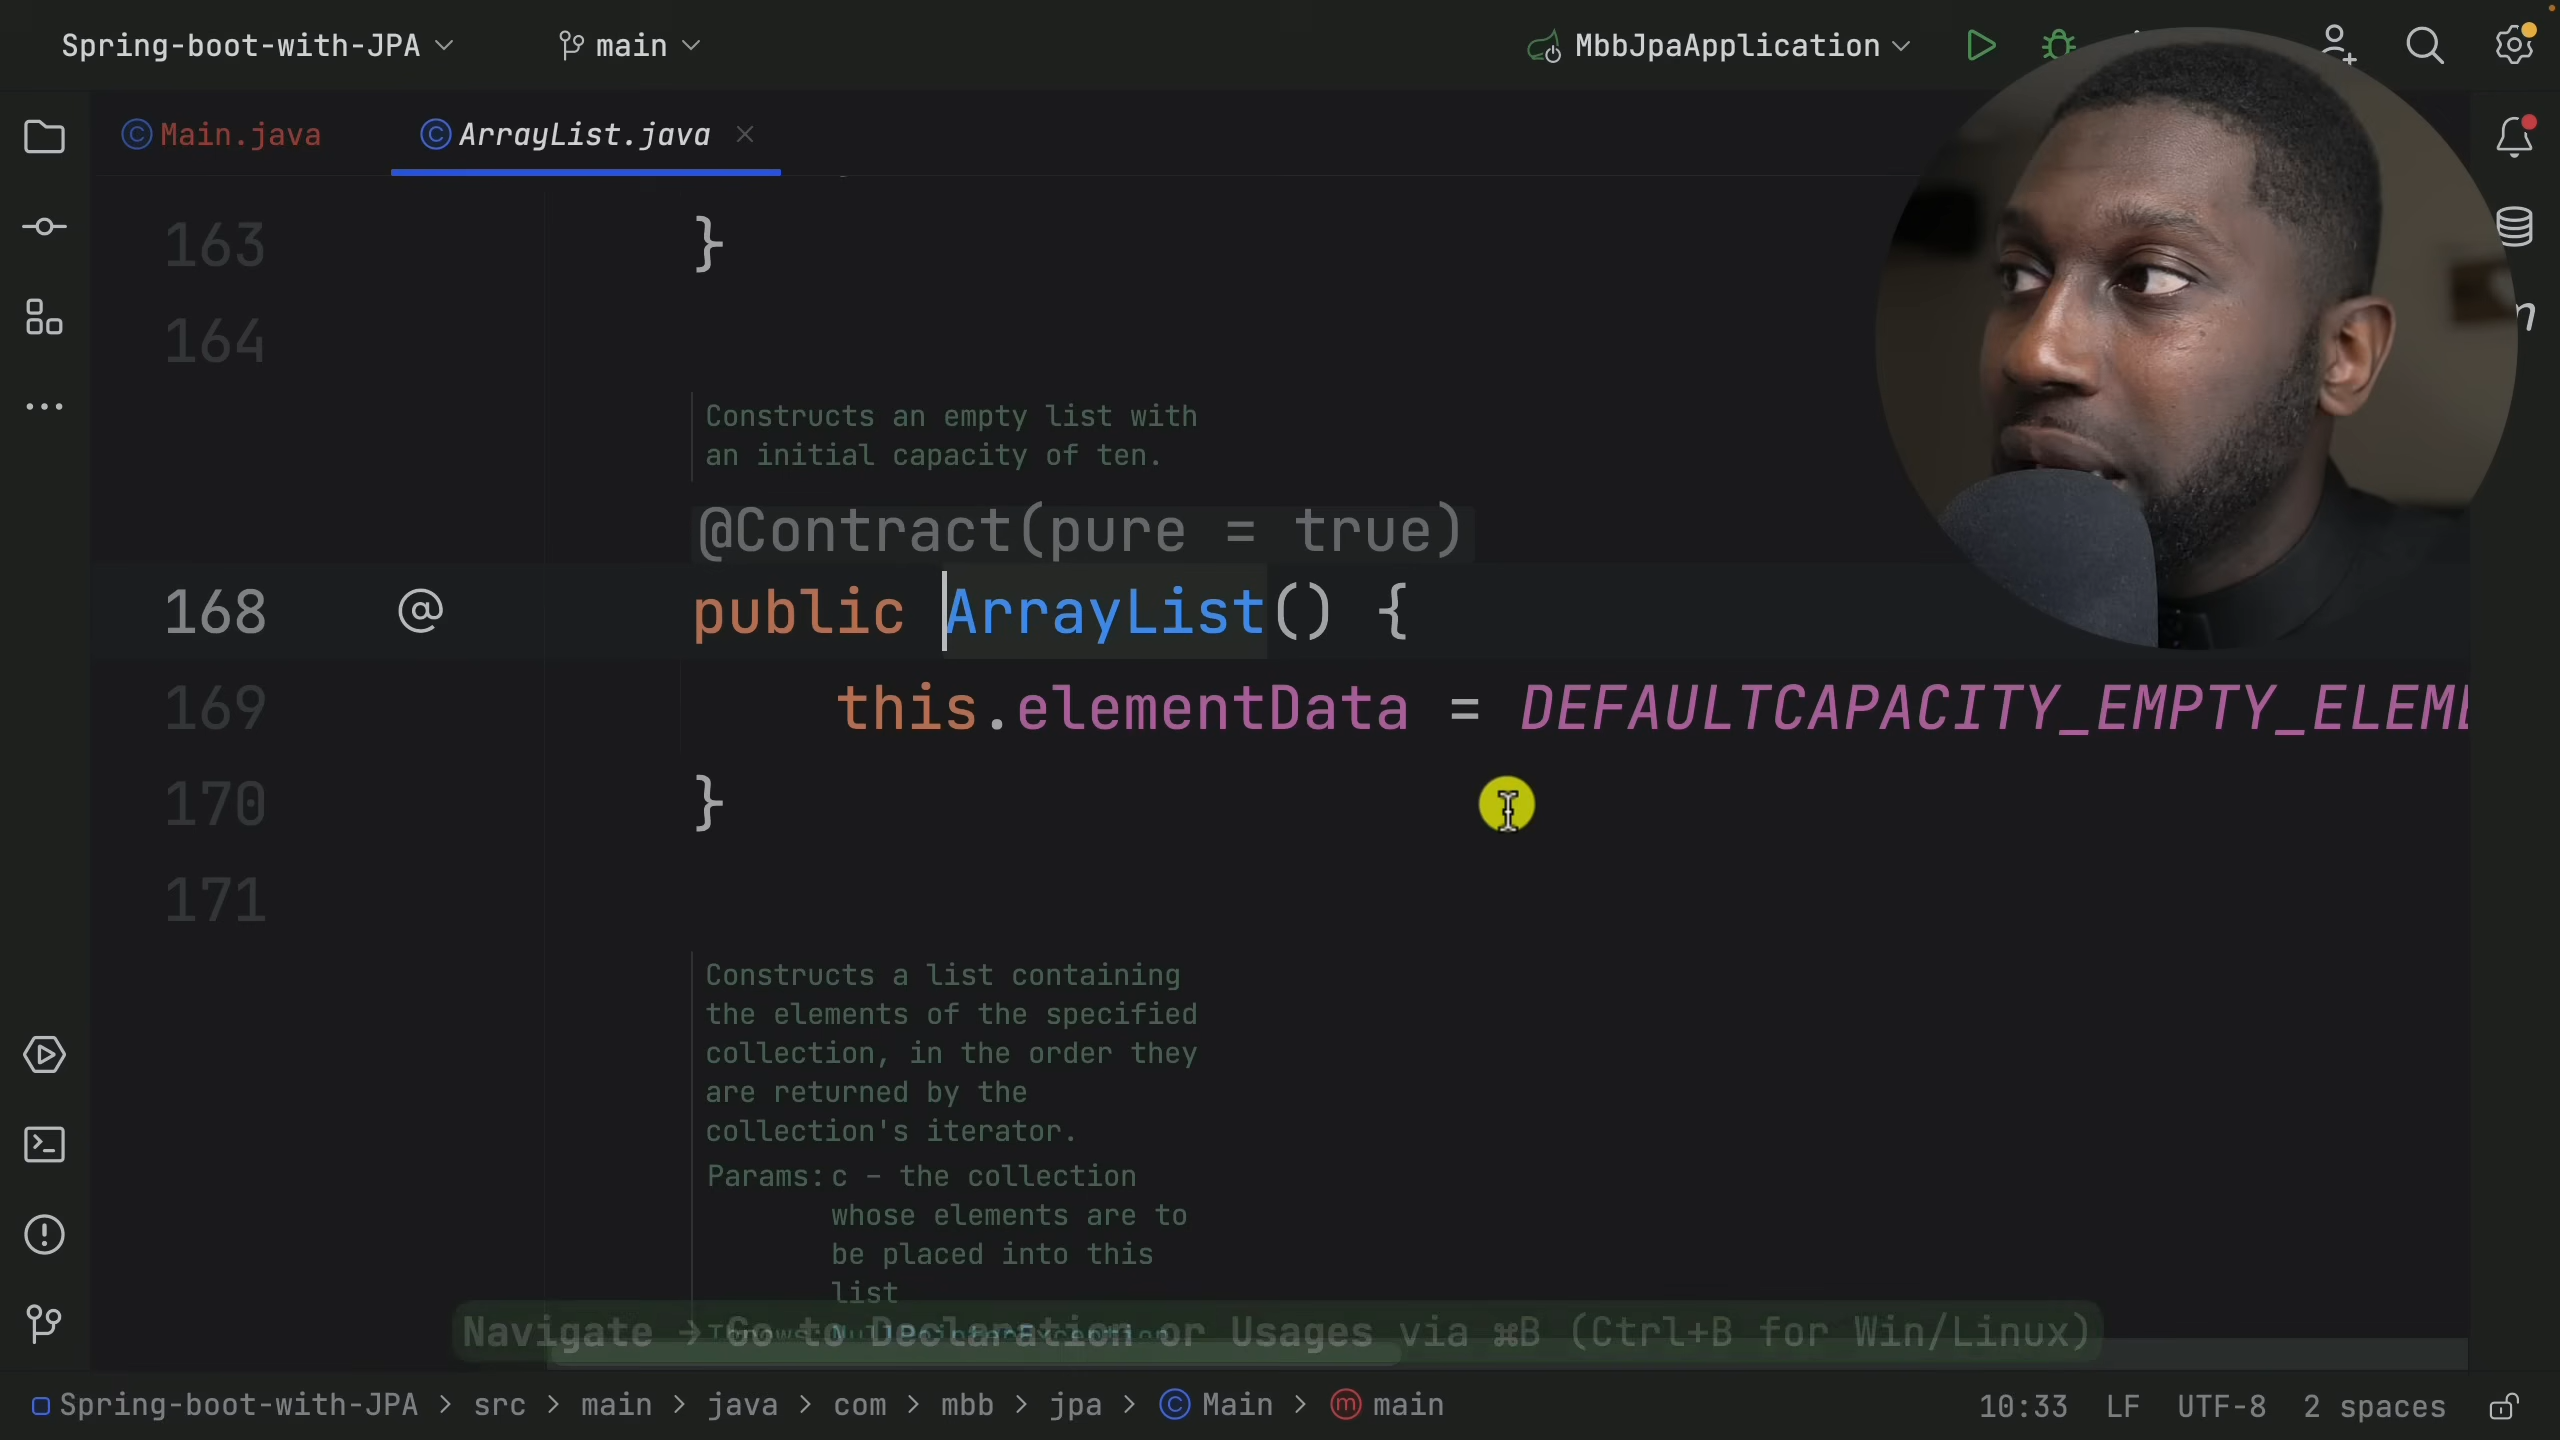 Spring-boot-with-JPA main MbbJpaApplication
Main.java ArrayList.java
163 }
164
Constructs an empty list with
an initial capacity of ten.
@Contract(pure = true)
168 @ public ArrayList() {
169 this.elementData = DEFAULTCAPACITY_EMPTY_ELEME
170 }
171
Constructs a list containing
the elements of the specified
collection, in the order they
are returned by the
collection's iterator.
Params: c – the collection
whose elements are to
be placed into this
list
Throws: NullPointerException
Navigate → Go to Declaration or Usages via ⌘B (Ctrl+B for Win/Linux)
Spring-boot-with-JPA > src > main > java > com > mbb > jpa > Main > main 10:33 LF UTF-8 2 spaces